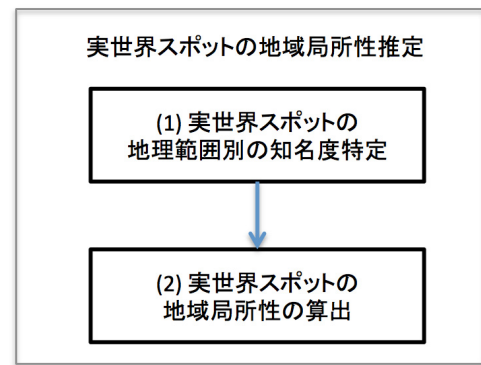 実世界スポットの地域局所性推定
(1) 実世界スポットの
地理範囲別の知名度特定
(2) 実世界スポットの
地域局所性の算出